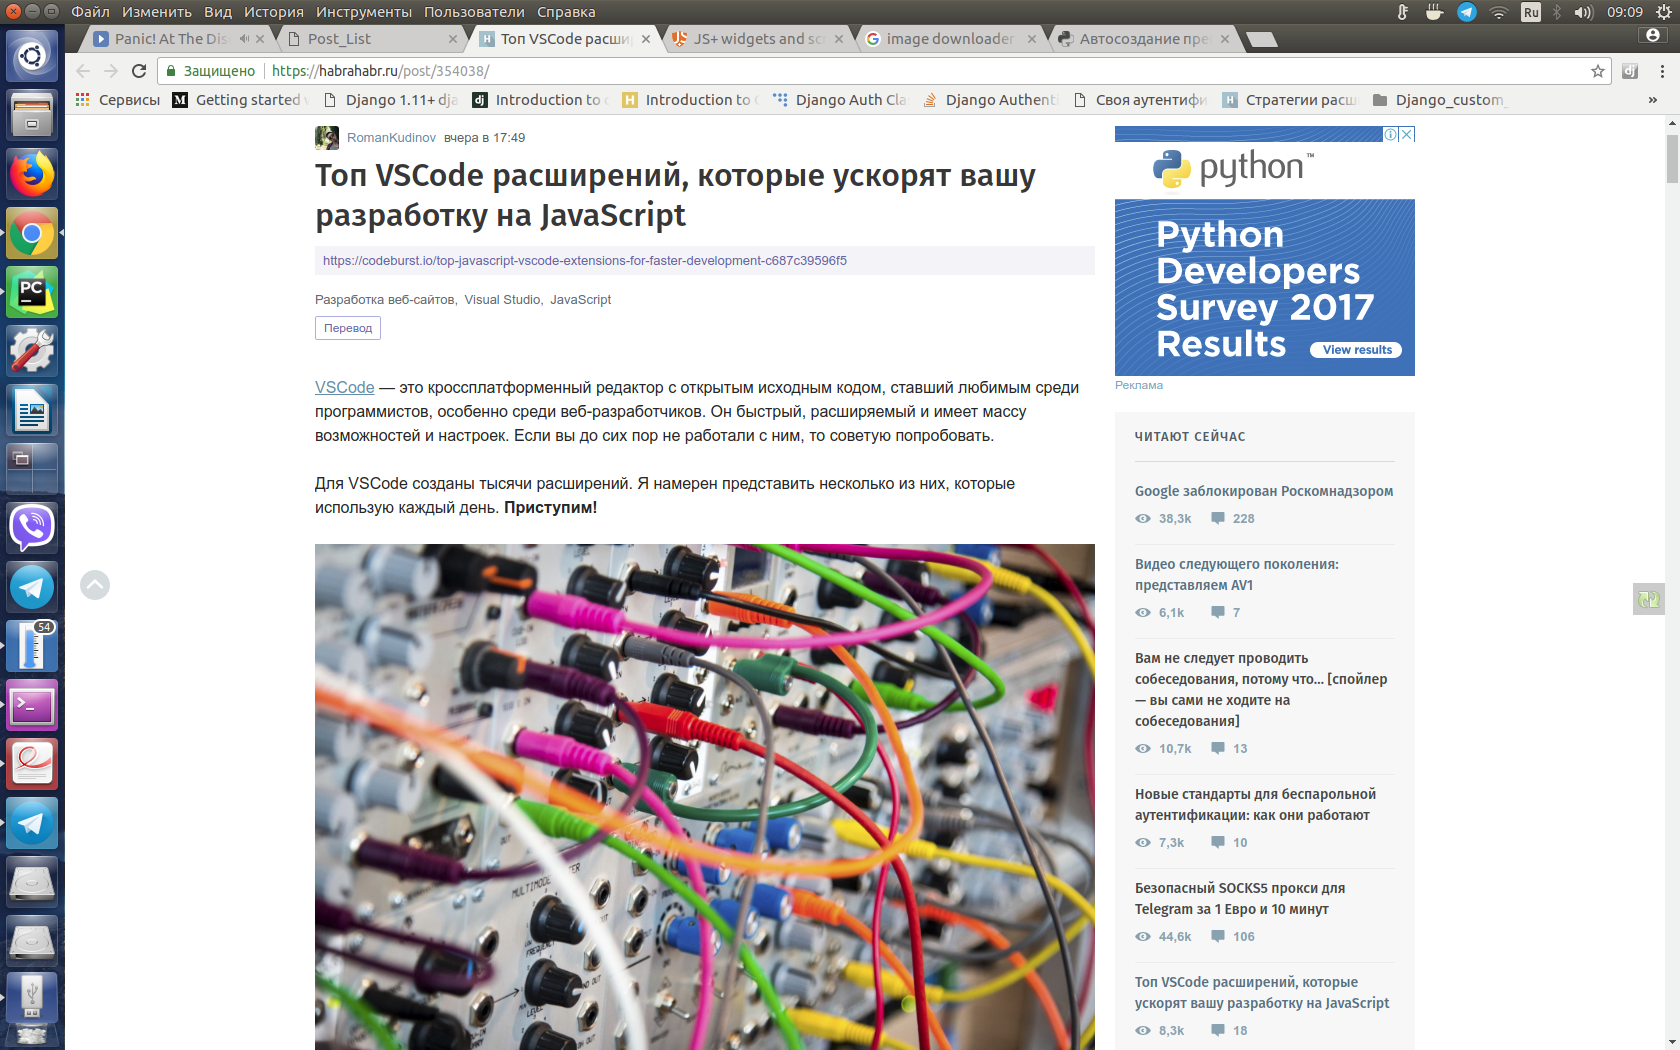 Файл Изменить Вид История Инструменты Пользователи Справка
Ru 09:09
Panic! At The Dis
Post_List
Топ VSCode расши
JS+ widgets and sc
image downloader
Автосоздание пре
Защищено https://habrahabr.ru/post/354038/
Сервисы
Getting started
Django 1.11+ dja
Introduction to
Introduction to
Django Auth Cla
Django Authent
Своя аутентифи
Стратегии расш
Django_custom_
»
RomanKudinov вчера в 17:49
Топ VSCode расширений, которые ускорят вашу
разработку на JavaScript
https://codeburst.io/top-javascript-vscode-extensions-for-faster-development-c687c39596f5
Разработка веб-сайтов, Visual Studio, JavaScript
Перевод
VSCode — это кроссплатформенный редактор с открытым исходным кодом, ставший любимым среди
программистов, особенно среди веб-разработчиков. Он быстрый, расширяемый и имеет массу
возможностей и настроек. Если вы до сих пор не работали с ним, то советую попробовать.
Для VSCode созданы тысячи расширений. Я намерен представить несколько из них, которые
использую каждый день. Приступим!
python™
Python
Developers
Survey 2017
Results
View results
Реклама
ЧИТАЮТ СЕЙЧАС
Google заблокирован Роскомнадзором
38,3k 228
Видео следующего поколения:
представляем AV1
6,1k 7
Вам не следует проводить
собеседования, потому что... [спойлер
— вы сами не ходите на
собеседования]
10,7k 13
Новые стандарты для беспарольной
аутентификации: как они работают
7,3k 10
Безопасный SOCKS5 прокси для
Telegram за 1 Евро и 10 минут
44,6k 106
Топ VSCode расширений, которые
ускорят вашу разработку на JavaScript
8,3k 18
PC
54
dj